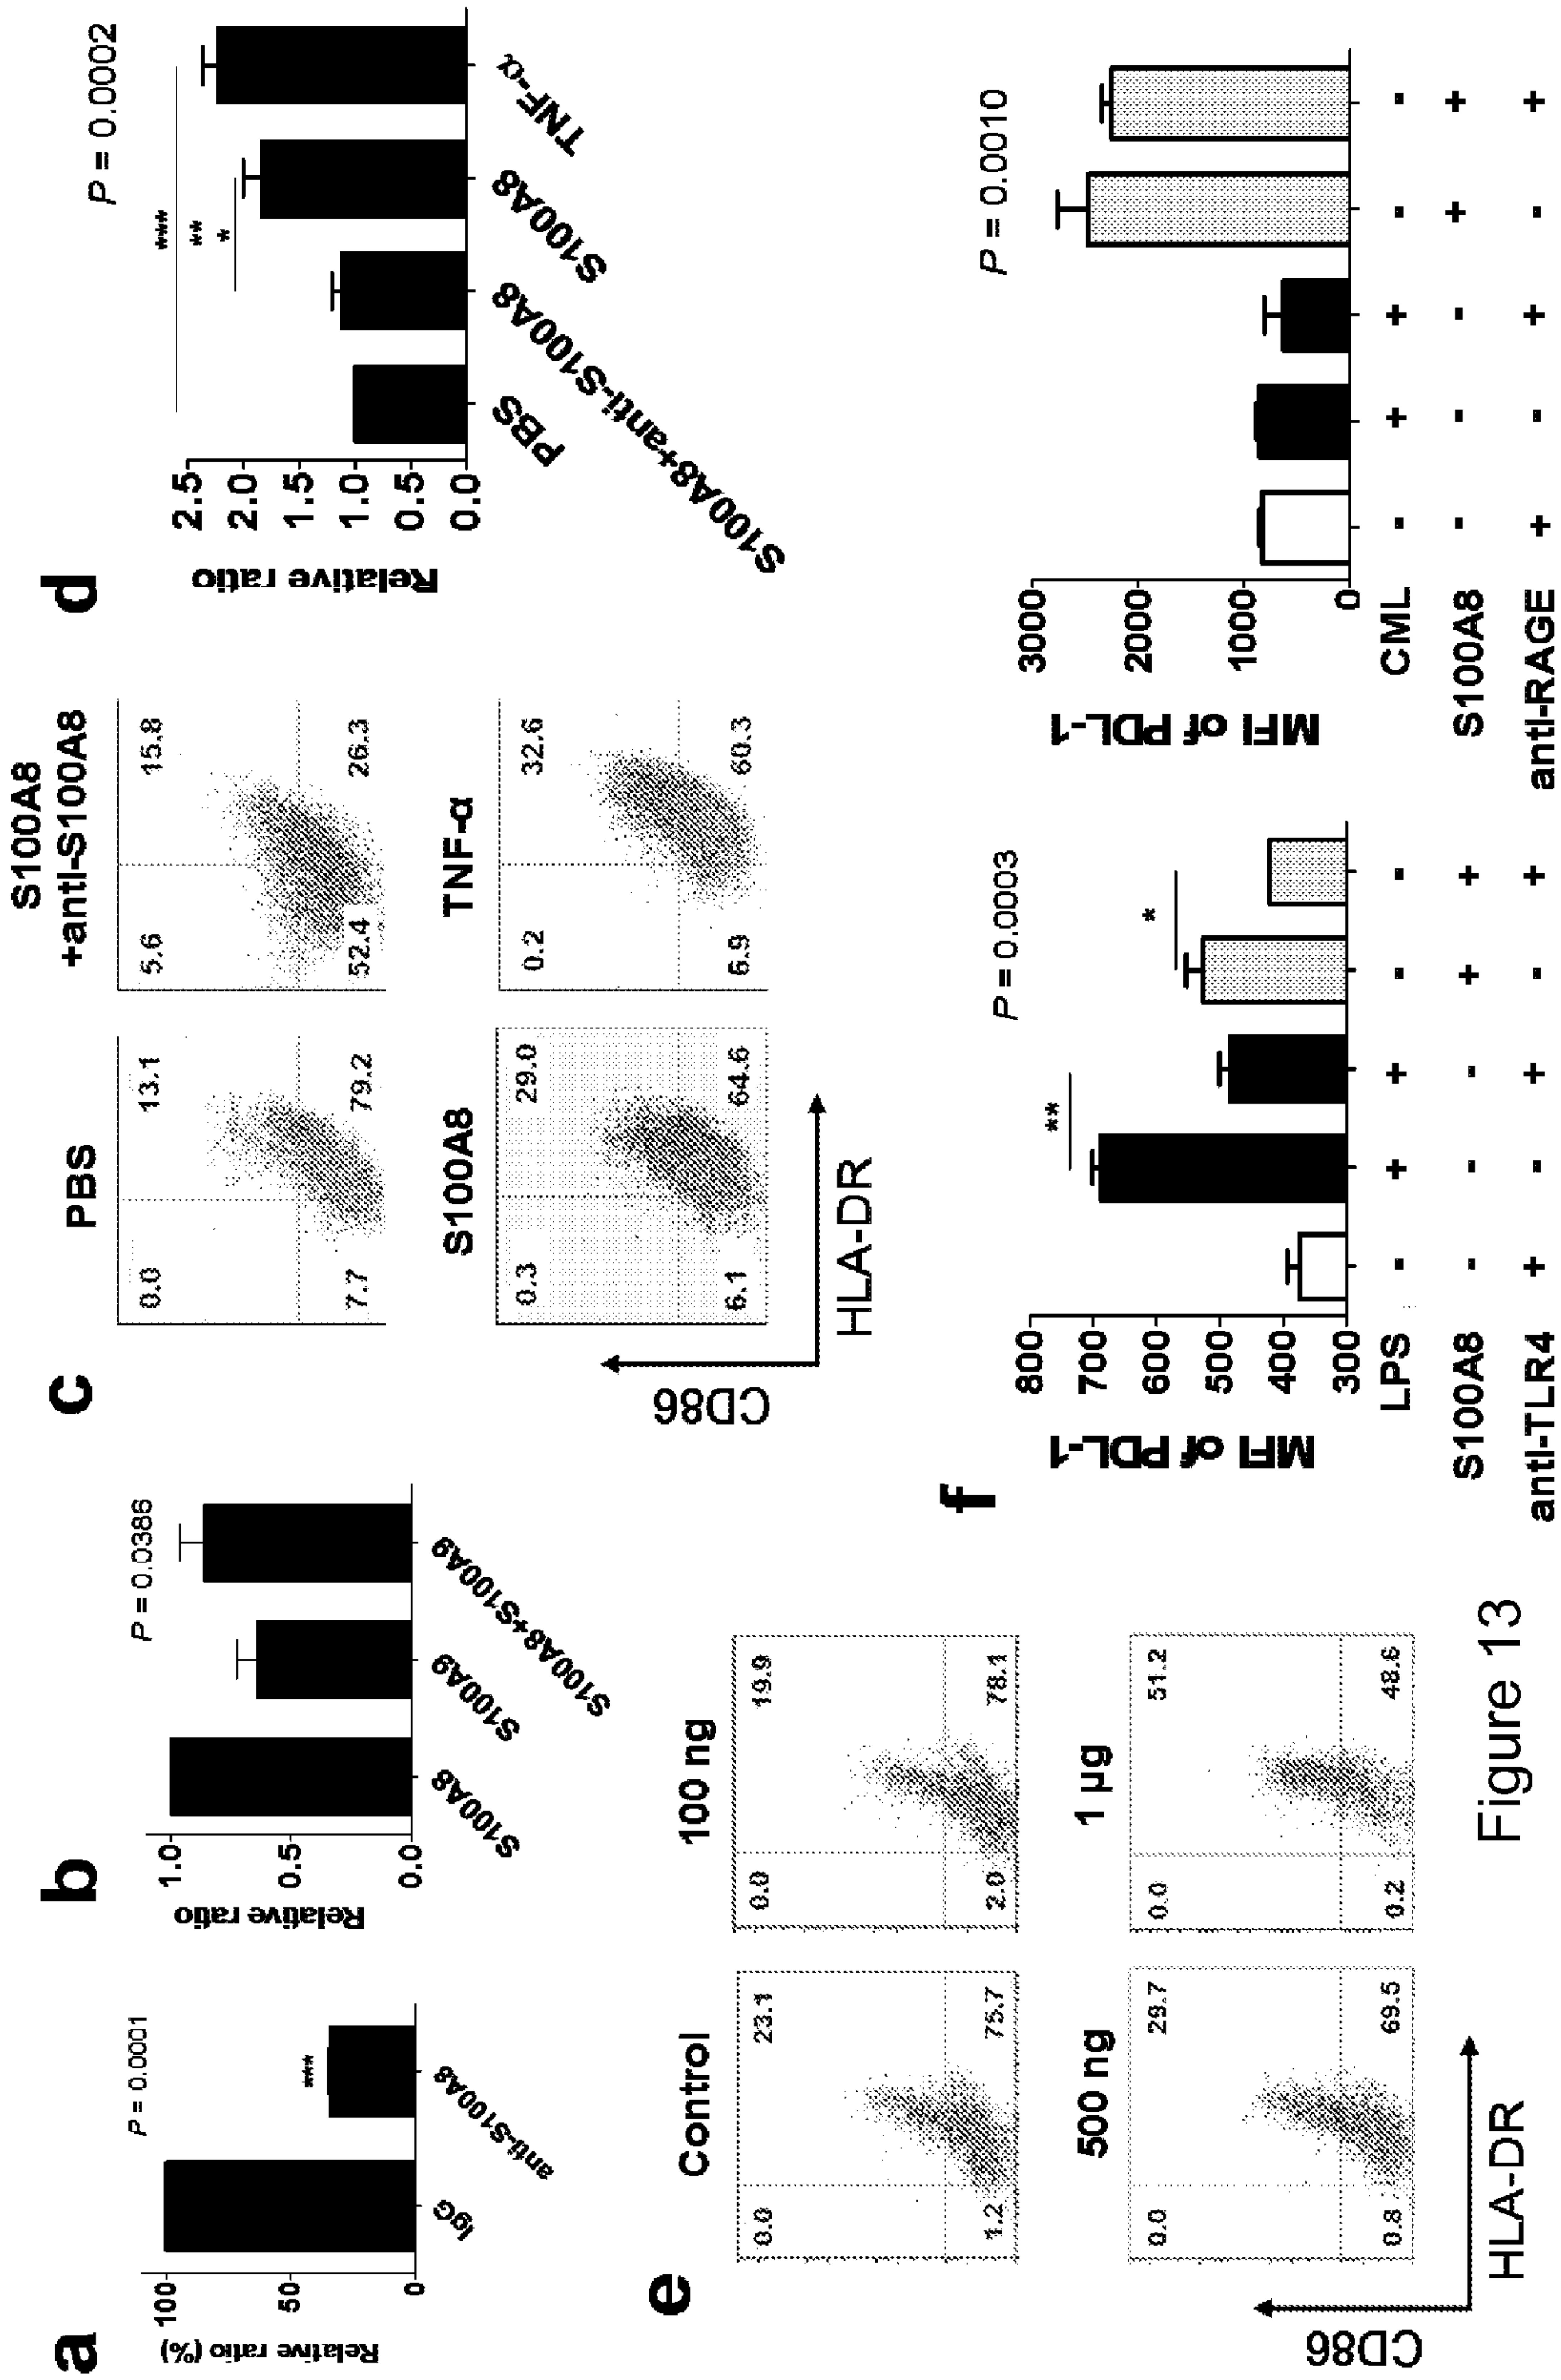 a
P = 0.0001
Relative ratio (%)
100
50
0
***
IgG
anti-S100A8
b
P = 0.0386
Relative ratio
1.0
0.5
0.0
S100A8
S100A9
S100A8+S100A9
c
PBS
0.0
13.1
7.7
79.2
S100A8
+anti-S100A8
5.6
15.8
52.4
26.3
S100A8
0.3
29.0
6.1
64.6
TNF-α
0.2
32.6
6.9
60.3
CD86
HLA-DR
d
P = 0.0002
***
**
*
Relative ratio
2.5
2.0
1.5
1.0
0.5
0.0
PBS
S100A8+anti-S100A8
S100A8
TNF-α
e
Control
0.0
23.1
1.2
75.7
100 ng
0.0
19.9
2.0
78.1
500 ng
0.0
29.7
0.8
69.5
1 µg
0.0
51.2
0.2
48.6
CD86
HLA-DR
f
P = 0.0003
MFI of PDL-1
800
700
600
500
400
300
**
*
LPS - + + - -
S100A8 - - - + +
anti-TLR4 + - + - +
P = 0.0010
MFI of PDL-1
3000
2000
1000
0
CML - + + - -
S100A8 - - - + +
anti-RAGE + - + - +
Figure 13